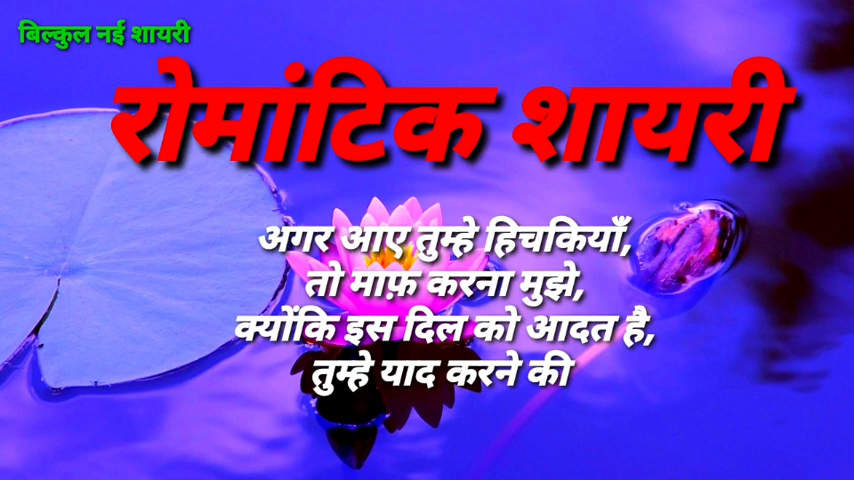 बिल्कुल नई शायरी
रोमांटिक शायरी
अगर आए तुम्हे हिचकियाँ,
तो माफ़ करना मुझे,
क्योंकि इस दिल को आदत है,
तुम्हे याद करने की